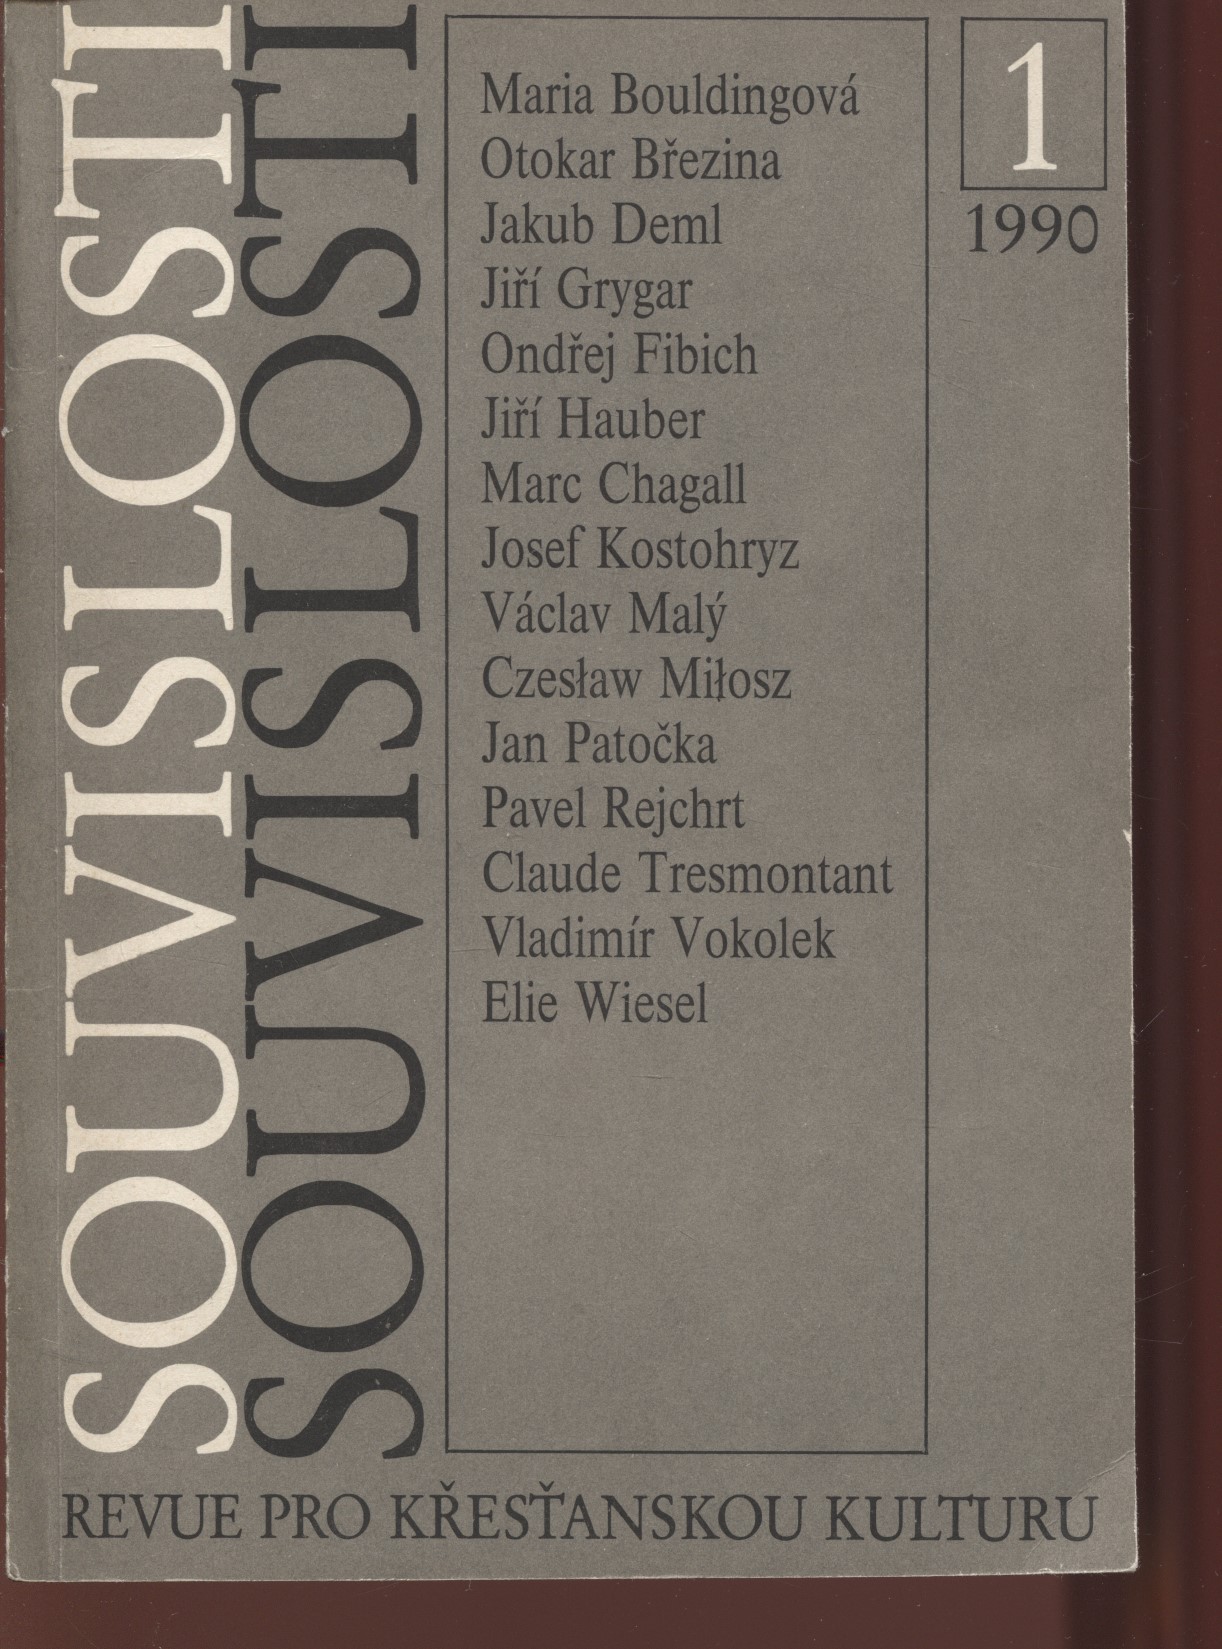 SOUVISLOSTI
SOUVISLOSTI
Maria Bouldingová
Otokar Březina
Jakub Deml
Jiří Grygar
Ondřej Fibich
Jiří Hauber
Marc Chagall
Josef Kostohryz
Václav Malý
Czesław Miłosz
Jan Patočka
Pavel Rejchrt
Claude Tresmontant
Vladimír Vokolek
Elie Wiesel
1
1990
REVUE PRO KŘESŤANSKOU KULTURU